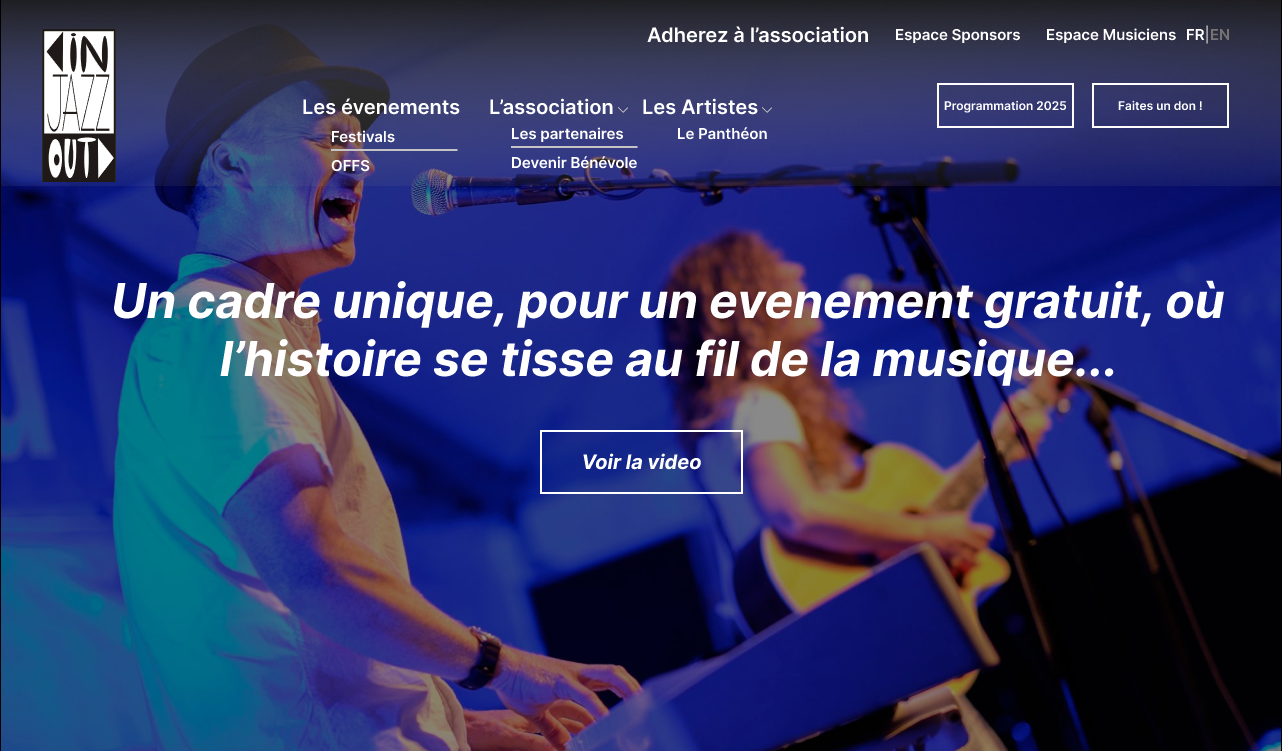 IN
JAZZ
OUT
Adherez à l’association
Espace Sponsors
Espace Musiciens
FR|EN
Les évenements
Festivals
OFFS
L’association
Les partenaires
Devenir Bénévole
Les Artistes
Le Panthéon
Programmation 2025
Faites un don !
Un cadre unique, pour un evenement gratuit, où
l’histoire se tisse au fil de la musique...
Voir la video